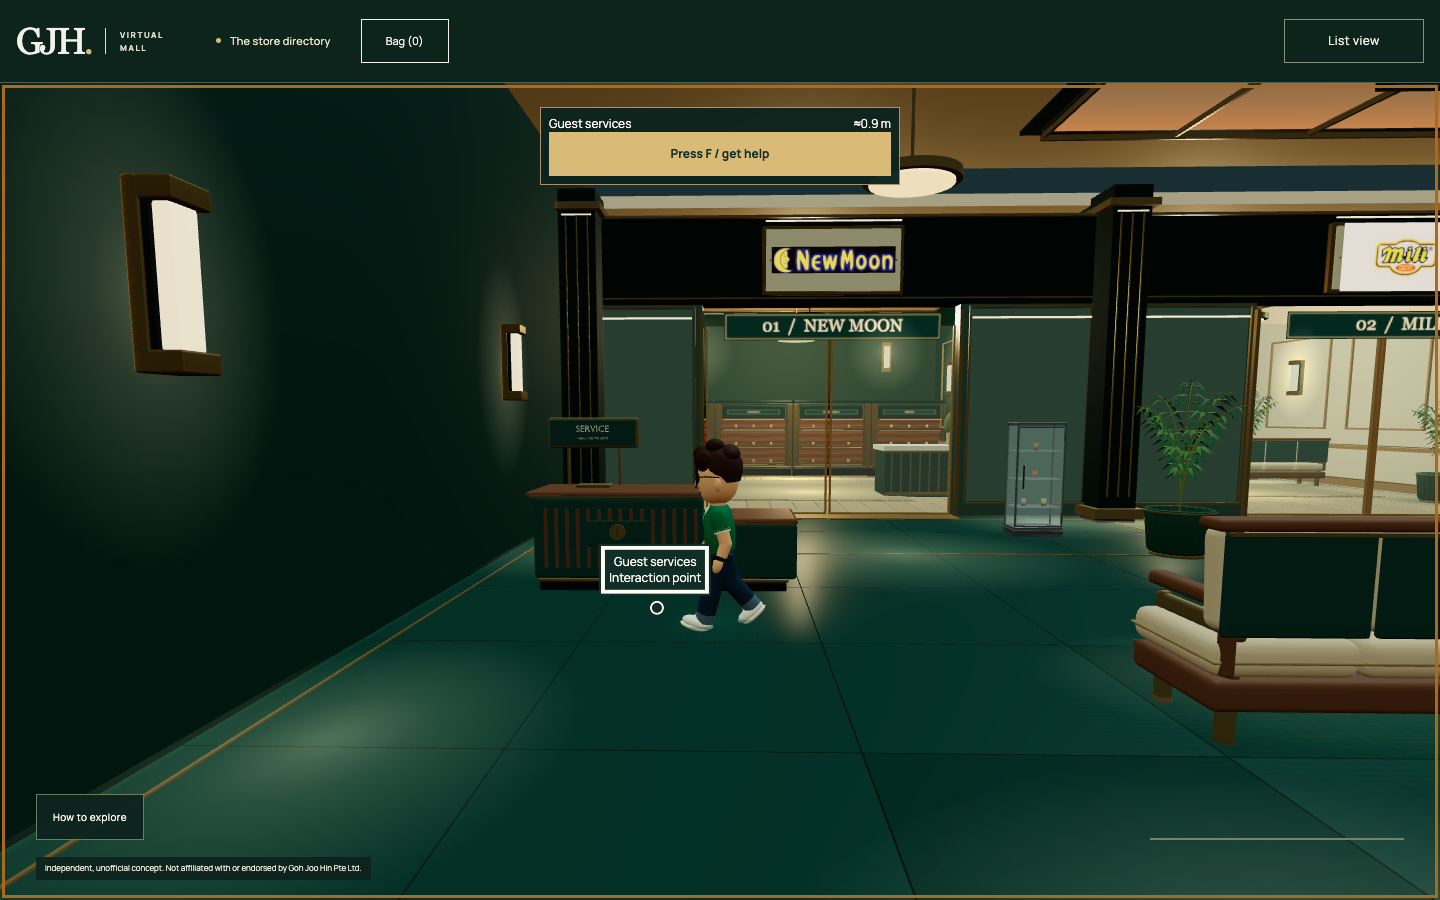 GJH.
VIRTUAL
MALL
The store directory
Bag (0)
List view
Guest services
≈0.9 m
Press F / get help
NewMoon
mili
01 / NEW MOON
02 / MIL
SERVICE
Guest services
Interaction point
How to explore
Independent, unofficial concept. Not affiliated with or endorsed by Goh Joo Hin Pte Ltd.